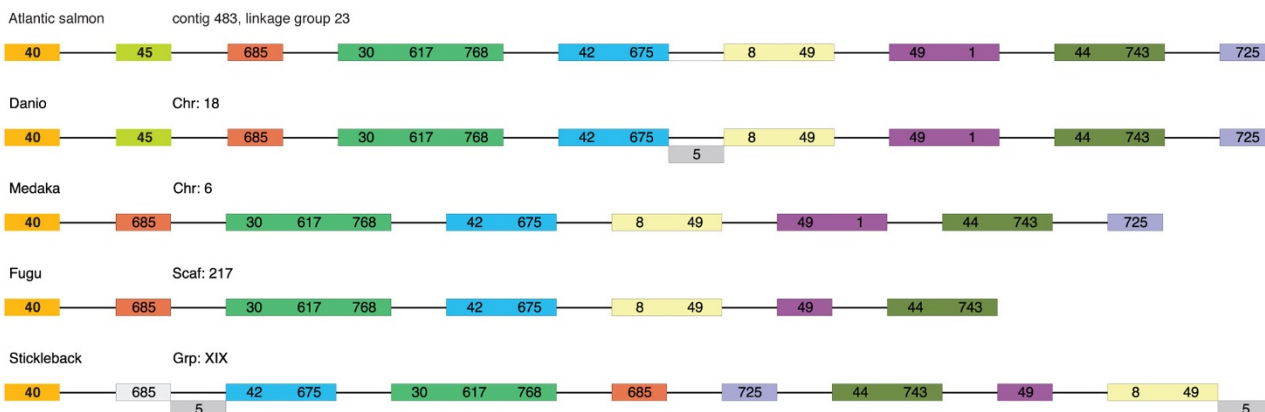 Atlantic salmon contig 483, linkage group 23
40 45 685 30 617 768 42 675 8 49 49 1 44 743 725
Danio Chr: 18
40 45 685 30 617 768 42 675 8 49 49 1 44 743 725
5
Medaka Chr: 6
40 685 30 617 768 42 675 8 49 49 1 44 743 725
Fugu Scaf: 217
40 685 30 617 768 42 675 8 49 49 44 743
Stickleback Grp: XIX
40 685 42 675 30 617 768 685 725 44 743 49 8 49
5 5